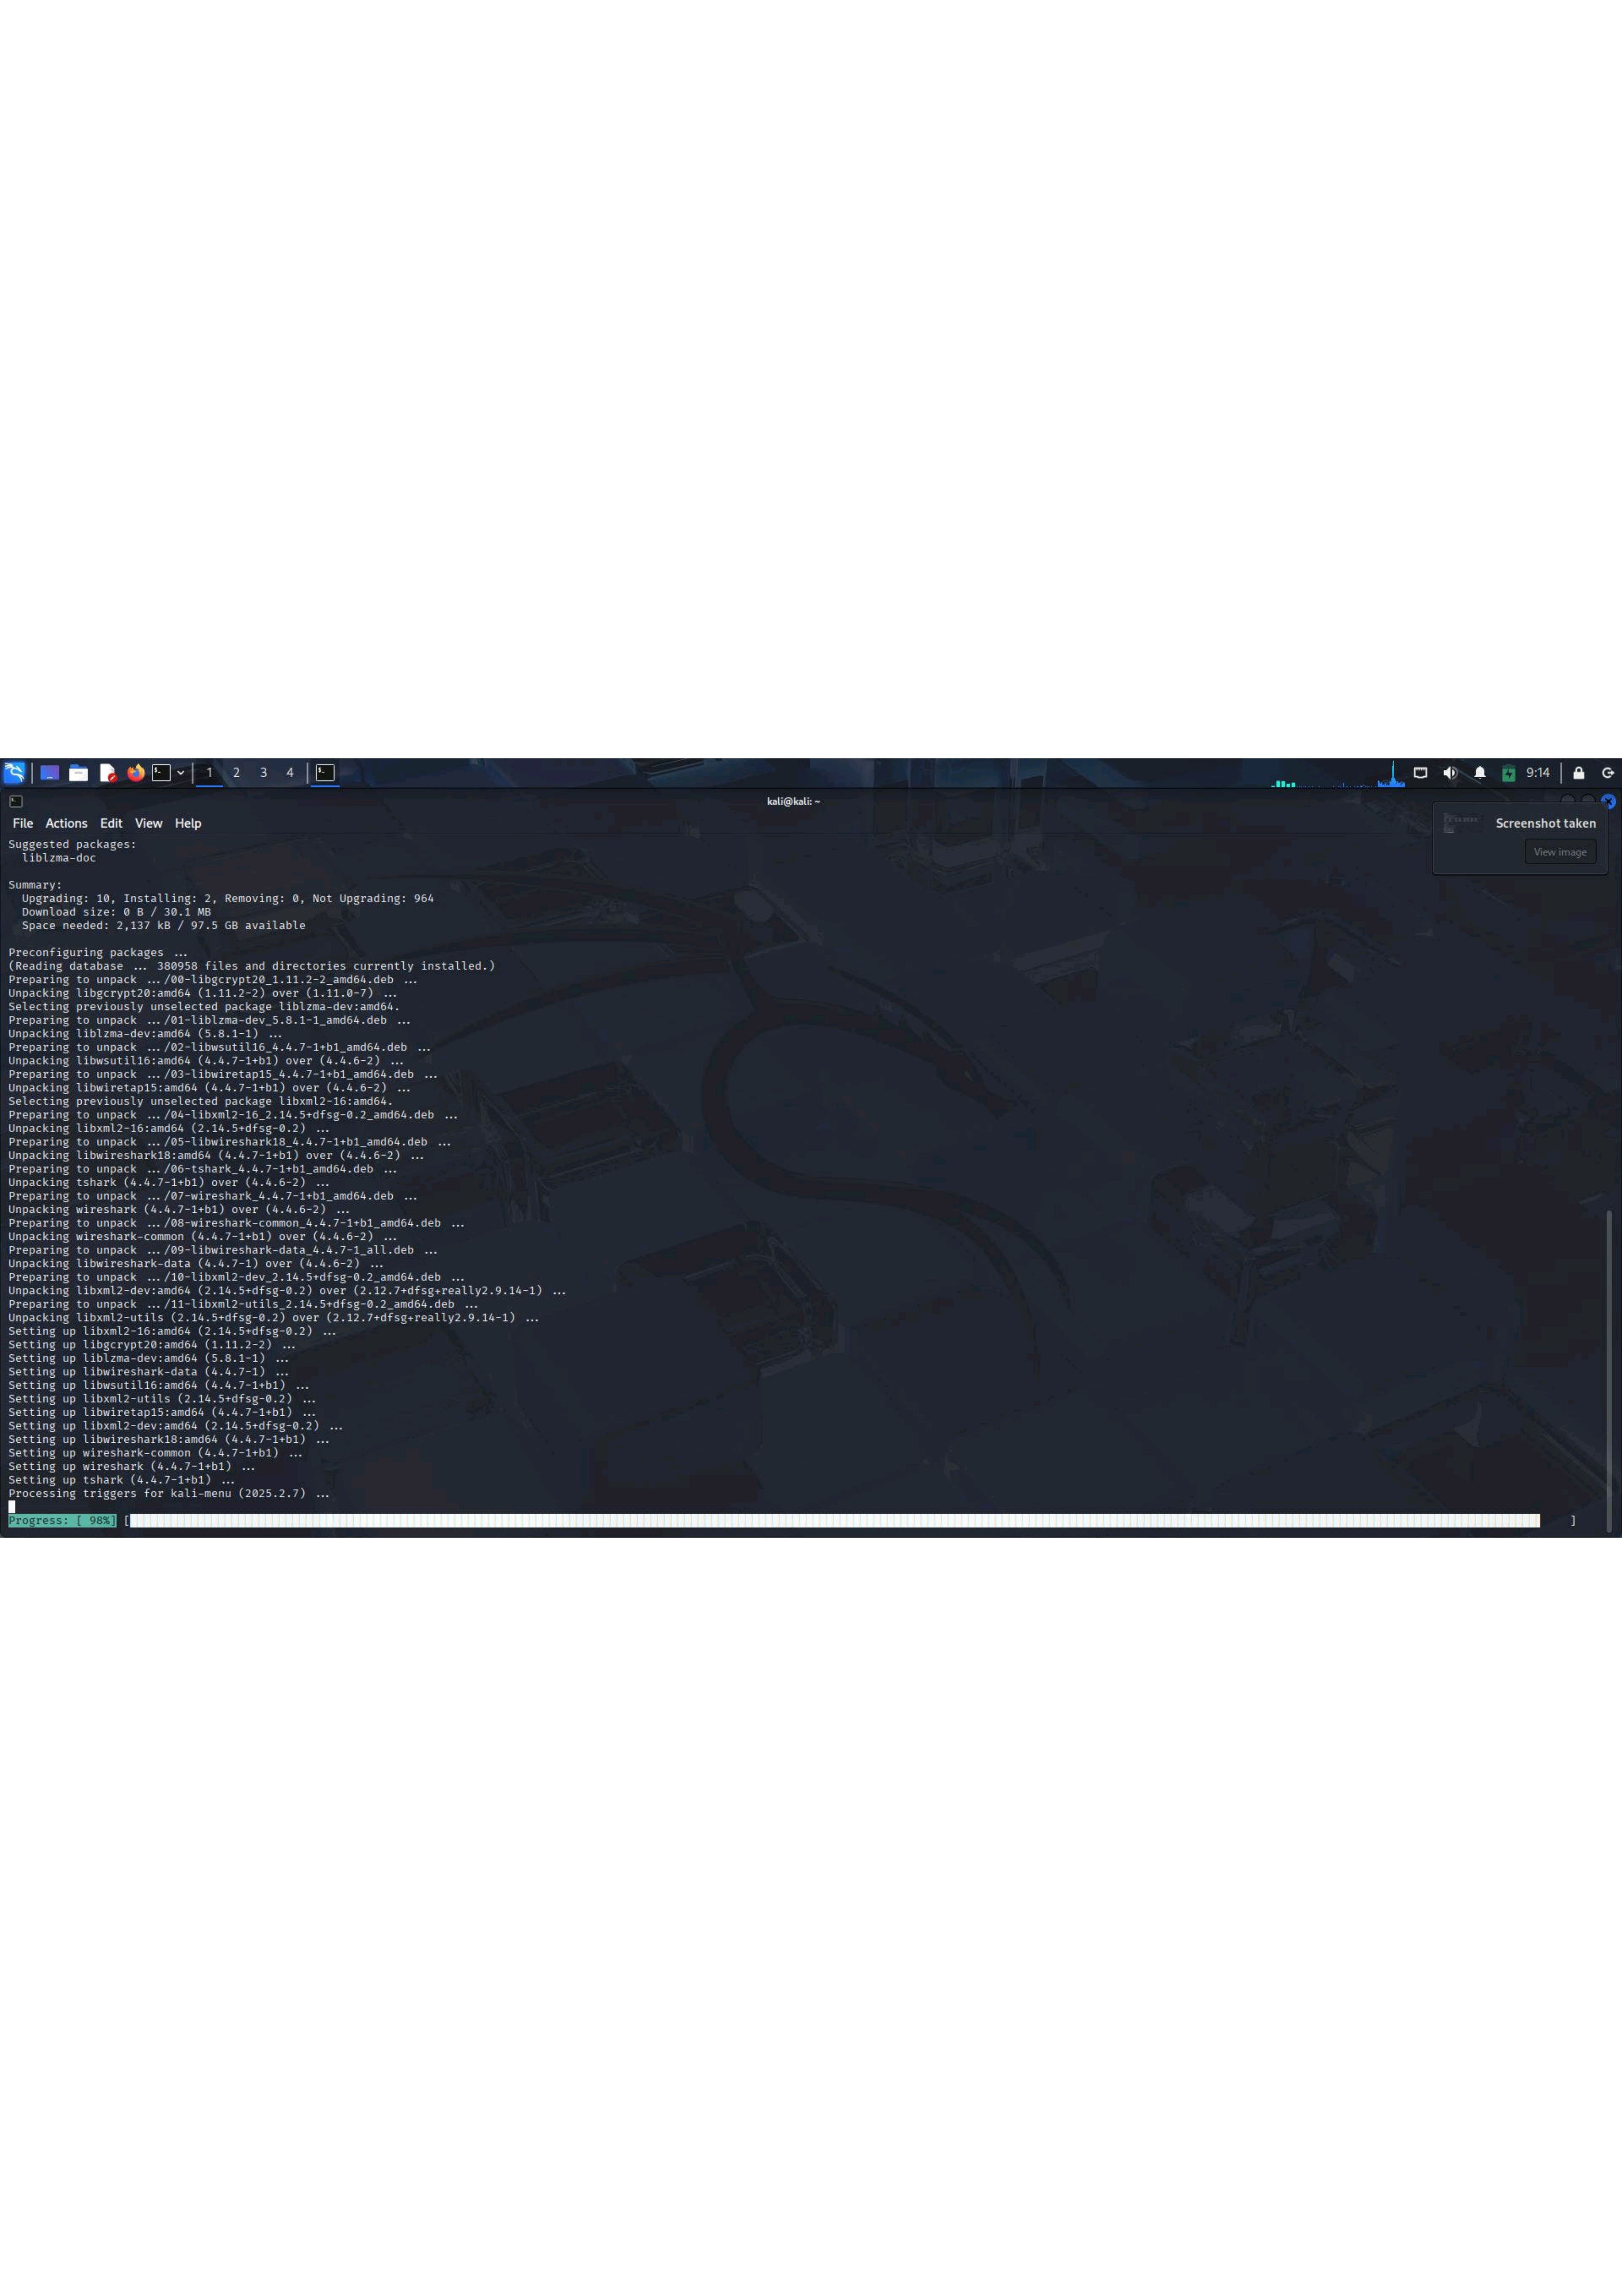 1 2 3 4
9:14
kali@kali: ~
File Actions Edit View Help
Screenshot taken
View image
Suggested packages:
liblzma-doc
Summary:
Upgrading: 10, Installing: 2, Removing: 0, Not Upgrading: 964
Download size: 0 B / 30.1 MB
Space needed: 2,137 kB / 97.5 GB available
Preconfiguring packages ...
(Reading database ... 380958 files and directories currently installed.)
Preparing to unpack .../00-libgcrypt20_1.11.2-2_amd64.deb ...
Unpacking libgcrypt20:amd64 (1.11.2-2) over (1.11.0-7) ...
Selecting previously unselected package liblzma-dev:amd64.
Preparing to unpack .../01-liblzma-dev_5.8.1-1_amd64.deb ...
Unpacking liblzma-dev:amd64 (5.8.1-1) ...
Preparing to unpack .../02-libwsutil16_4.4.7-1+b1_amd64.deb ...
Unpacking libwsutil16:amd64 (4.4.7-1+b1) over (4.4.6-2) ...
Preparing to unpack .../03-libwiretap15_4.4.7-1+b1_amd64.deb ...
Unpacking libwiretap15:amd64 (4.4.7-1+b1) over (4.4.6-2) ...
Selecting previously unselected package libxml2-16:amd64.
Preparing to unpack .../04-libxml2-16_2.14.5+dfsg-0.2_amd64.deb ...
Unpacking libxml2-16:amd64 (2.14.5+dfsg-0.2) ...
Preparing to unpack .../05-libwireshark18_4.4.7-1+b1_amd64.deb ...
Unpacking libwireshark18:amd64 (4.4.7-1+b1) over (4.4.6-2) ...
Preparing to unpack .../06-tshark_4.4.7-1+b1_amd64.deb ...
Unpacking tshark (4.4.7-1+b1) over (4.4.6-2) ...
Preparing to unpack .../07-wireshark_4.4.7-1+b1_amd64.deb ...
Unpacking wireshark (4.4.7-1+b1) over (4.4.6-2) ...
Preparing to unpack .../08-wireshark-common_4.4.7-1+b1_amd64.deb ...
Unpacking wireshark-common (4.4.7-1+b1) over (4.4.6-2) ...
Preparing to unpack .../09-libwireshark-data_4.4.7-1_all.deb ...
Unpacking libwireshark-data (4.4.7-1) over (4.4.6-2) ...
Preparing to unpack .../10-libxml2-dev_2.14.5+dfsg-0.2_amd64.deb ...
Unpacking libxml2-dev:amd64 (2.14.5+dfsg-0.2) over (2.12.7+dfsg+really2.9.14-1) ...
Preparing to unpack .../11-libxml2-utils_2.14.5+dfsg-0.2_amd64.deb ...
Unpacking libxml2-utils (2.14.5+dfsg-0.2) over (2.12.7+dfsg+really2.9.14-1) ...
Setting up libxml2-16:amd64 (2.14.5+dfsg-0.2) ...
Setting up libgcrypt20:amd64 (1.11.2-2) ...
Setting up liblzma-dev:amd64 (5.8.1-1) ...
Setting up libwireshark-data (4.4.7-1) ...
Setting up libwsutil16:amd64 (4.4.7-1+b1) ...
Setting up libxml2-utils (2.14.5+dfsg-0.2) ...
Setting up libwiretap15:amd64 (4.4.7-1+b1) ...
Setting up libxml2-dev:amd64 (2.14.5+dfsg-0.2) ...
Setting up libwireshark18:amd64 (4.4.7-1+b1) ...
Setting up wireshark-common (4.4.7-1+b1) ...
Setting up wireshark (4.4.7-1+b1) ...
Setting up tshark (4.4.7-1+b1) ...
Processing triggers for kali-menu (2025.2.7) ...
Progress: [ 98%] [ ]